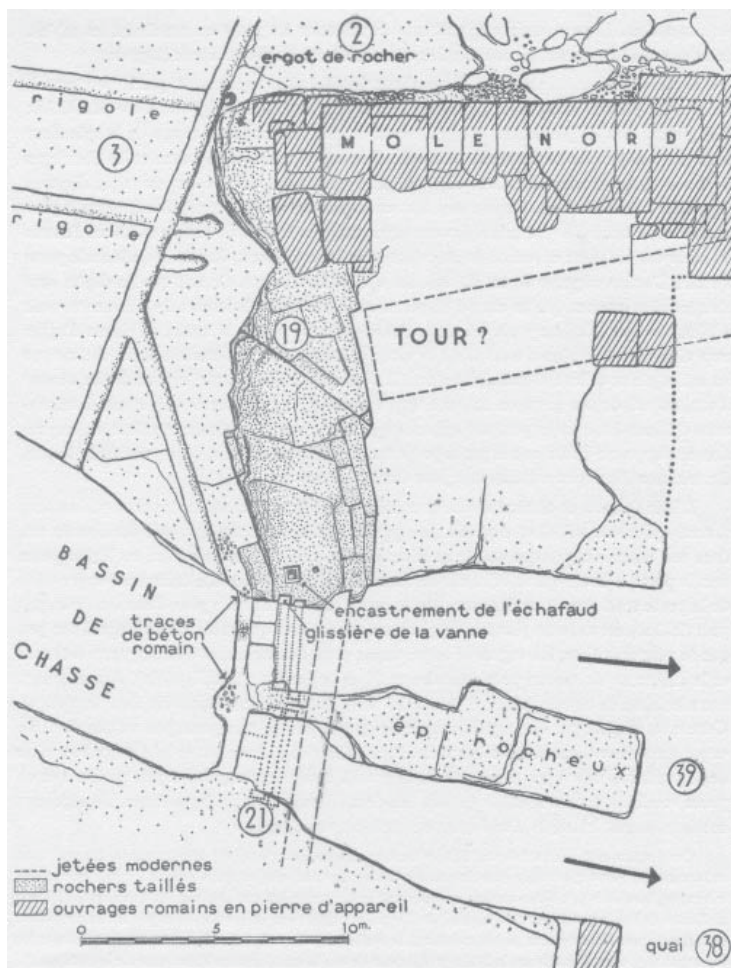 2
ergot de rocher
rigole
3
MOLE NORD
rigole
19
TOUR ?
BASSIN
DE
CHASSE
traces
de béton
romain
encastrement de l'échafaud
glissière de la vanne
épi rocheux
39
21
jetées modernes
rochers taillés
ouvrages romains en pierre d'appareil
0 5 10m.
quai 38